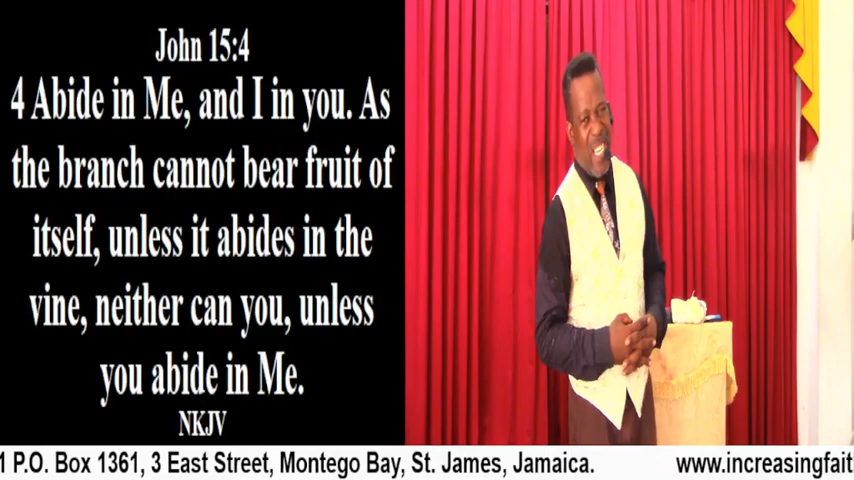 John 15:4
4 Abide in Me, and I in you. As
the branch cannot bear fruit of
itself, unless it abides in the
vine, neither can you, unless
you abide in Me.
NKJV
1 P.O. Box 1361, 3 East Street, Montego Bay, St. James, Jamaica. www.increasingfait